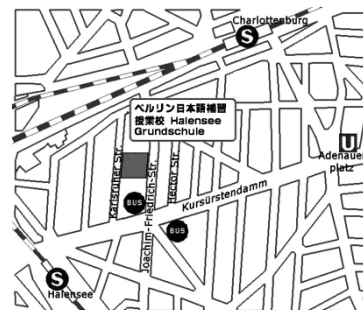 Charlottenburg
S
ベルリン日本語補習
授業校 Halensee
Grundschule
U
Adenauer
platz
Karlsruher Str.
Joachim-Friedrich-Str.
Hector Str.
Kursürstendamm
BUS
BUS
S
Halensee